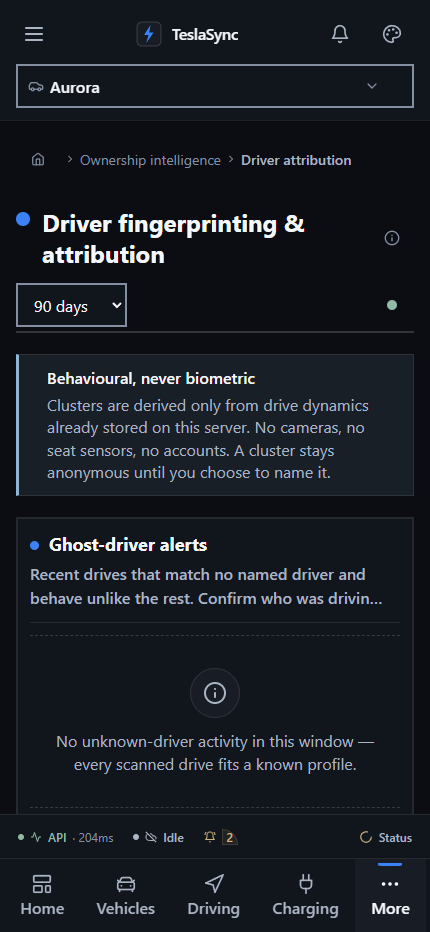 TeslaSync
Aurora
Ownership intelligence
Driver attribution
Driver fingerprinting &
attribution
90 days
Behavioural, never biometric
Clusters are derived only from drive dynamics
already stored on this server. No cameras, no
seat sensors, no accounts. A cluster stays
anonymous until you choose to name it.
Ghost-driver alerts
Recent drives that match no named driver and
behave unlike the rest. Confirm who was drivin...
No unknown-driver activity in this window —
every scanned drive fits a known profile.
API · 204ms
Idle
2
Status
Home
Vehicles
Driving
Charging
More